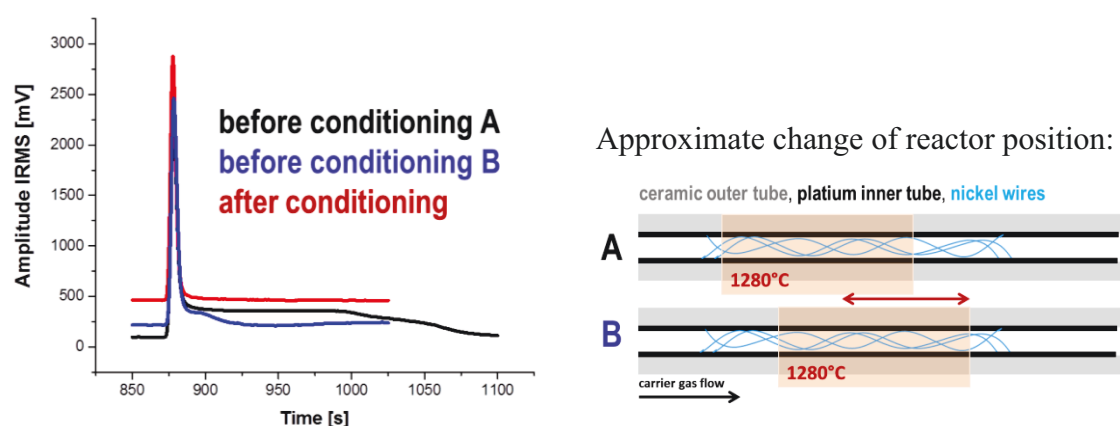 3000
2500
2000
1500
1000
500
0
Amplitude IRMS [mV]
before conditioning A
before conditioning B
after conditioning
850 900 950 1000 1050 1100
Time [s]
Approximate change of reactor position:
ceramic outer tube, platium inner tube, nickel wires
A
1280°C
B
1280°C
carrier gas flow